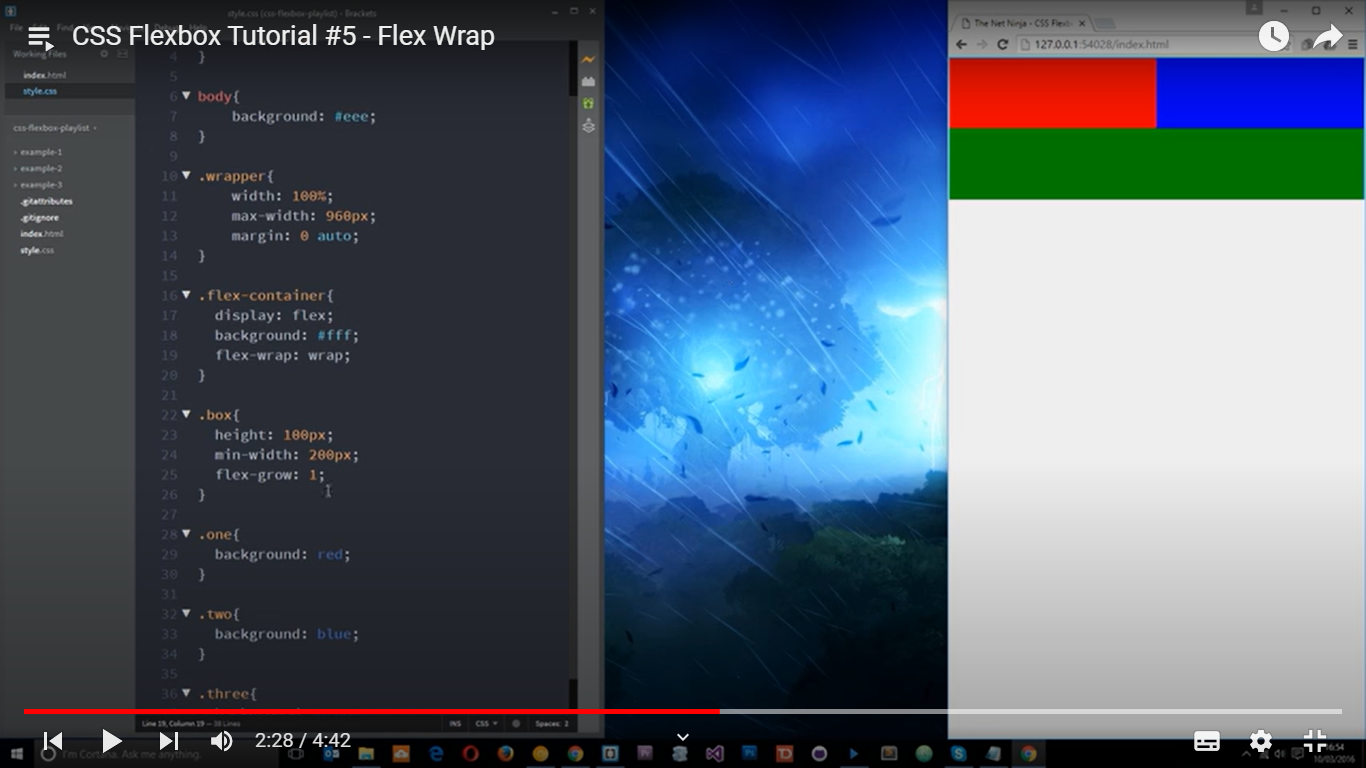 style.css (css-flexbox-playlist) - Brackets
CSS Flexbox Tutorial #5 - Flex Wrap
Working Files
index.html
style.css
css-flexbox-playlist
example-1
example-2
example-3
.gitattributes
.gitignore
index.html
style.css
4 }
5
6 body{
7 background: #eee;
8 }
9
10 .wrapper{
11 width: 100%;
12 max-width: 960px;
13 margin: 0 auto;
14 }
15
16 .flex-container{
17 display: flex;
18 background: #fff;
19 flex-wrap: wrap;
20 }
21
22 .box{
23 height: 100px;
24 min-width: 200px;
25 flex-grow: 1;
26 }
27
28 .one{
29 background: red;
30 }
31
32 .two{
33 background: blue;
34 }
35
36 .three{
Line 19, Column 19 — 38 Lines
INS CSS Spaces: 2
The Net Ninja - CSS Flexb
127.0.0.1:54028/index.html
2:28 / 4:42
I'm Cortana. Ask me anything.
16:54
10/03/2016